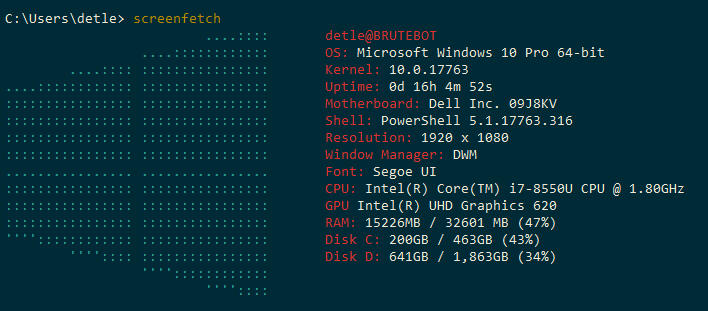 C:\Users\detle> screenfetch
detle@BRUTEBOT
OS: Microsoft Windows 10 Pro 64-bit
Kernel: 10.0.17763
Uptime: 0d 16h 4m 52s
Motherboard: Dell Inc. 09J8KV
Shell: PowerShell 5.1.17763.316
Resolution: 1920 x 1080
Window Manager: DWM
Font: Segoe UI
CPU: Intel(R) Core(TM) i7-8550U CPU @ 1.80GHz
GPU Intel(R) UHD Graphics 620
RAM: 15226MB / 32601 MB (47%)
Disk C: 200GB / 463GB (43%)
Disk D: 641GB / 1,863GB (34%)